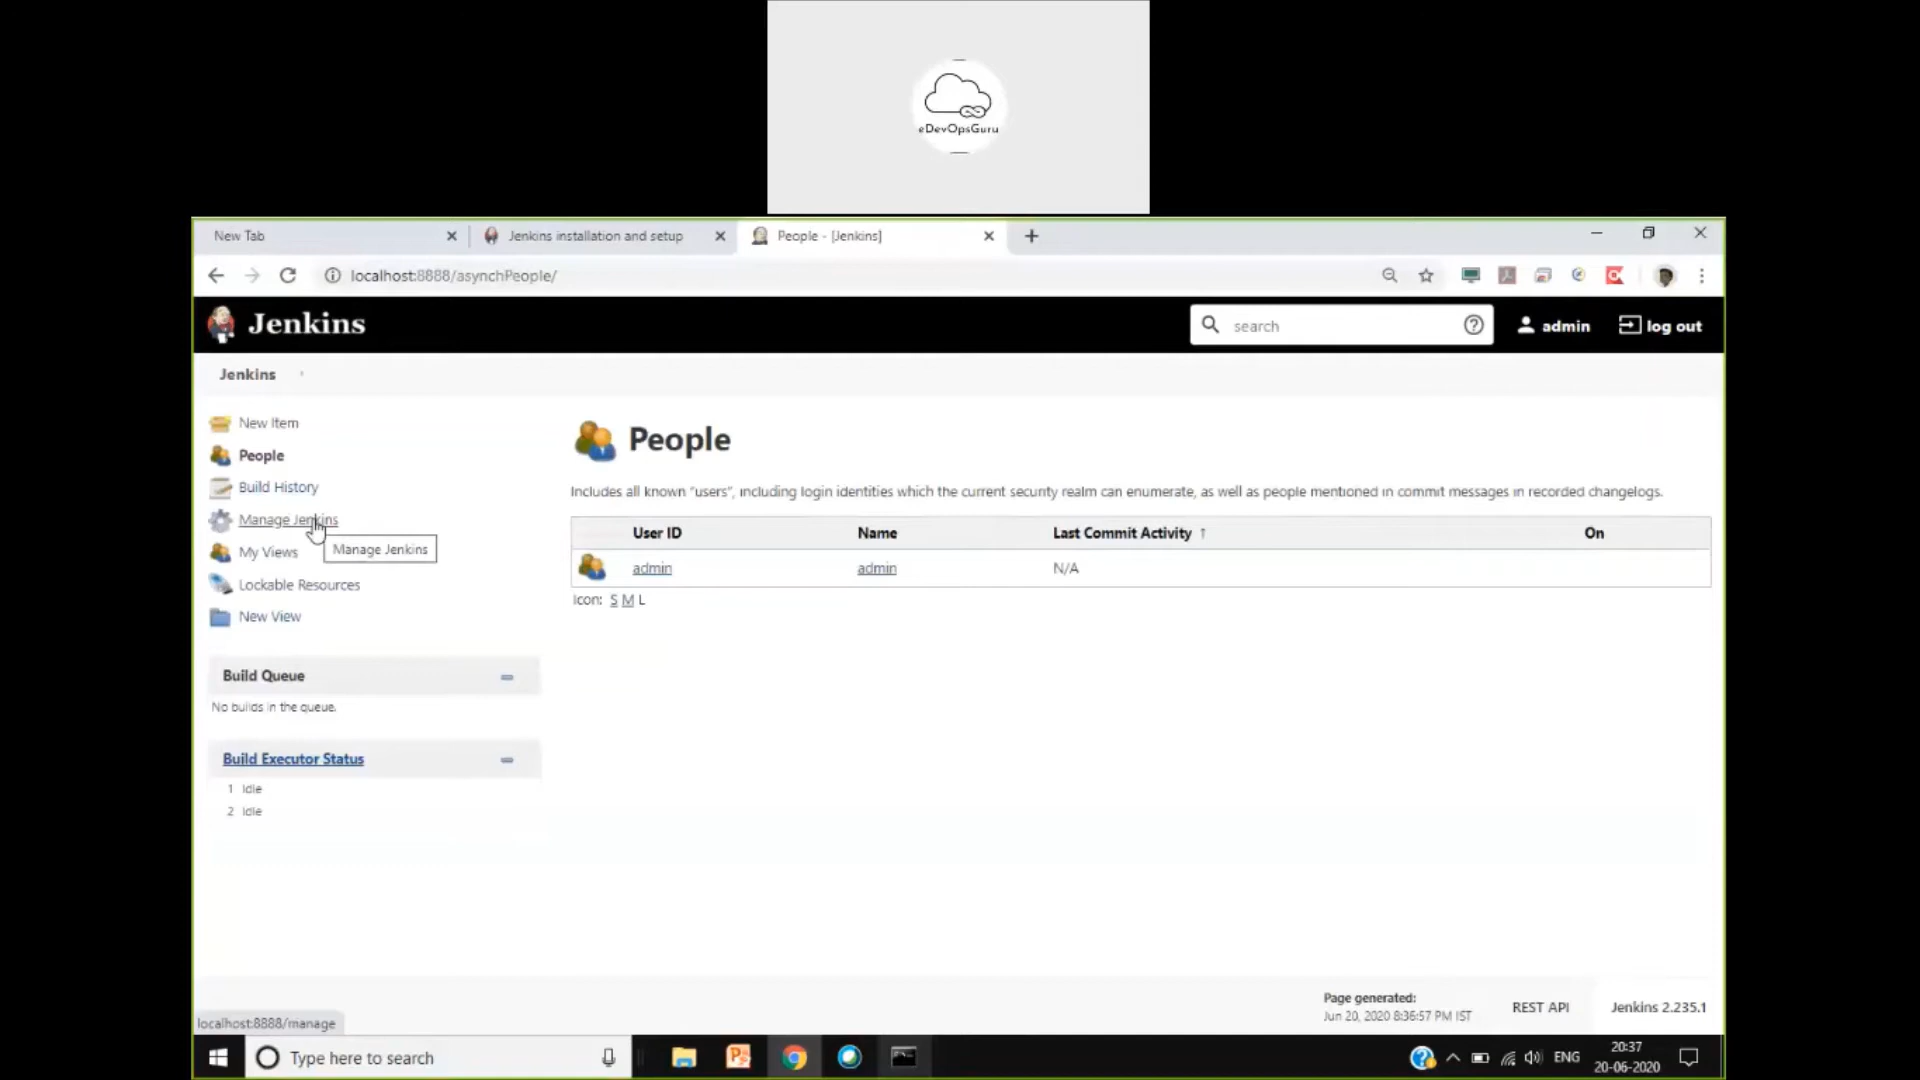 eDevOpsGuru
New Tab
Jenkins installation and setup
People - [Jenkins]
localhost:8888/asynchPeople/
Jenkins
search
admin
log out
Jenkins
New Item
People
Build History
Manage Jenkins
My Views
Manage Jenkins
Lockable Resources
New View
Build Queue
No builds in the queue.
Build Executor Status
1 Idle
2 Idle
People
Includes all known “users”, including login identities which the current security realm can enumerate, as well as people mentioned in commit messages in recorded changelogs.
User ID Name Last Commit Activity ↑ On
admin admin N/A
Icon: S M L
Page generated:
Jun 20, 2020 8:36:57 PM IST
REST API
Jenkins 2.235.1
localhost:8888/manage
Type here to search
ENG
20:37
20-06-2020